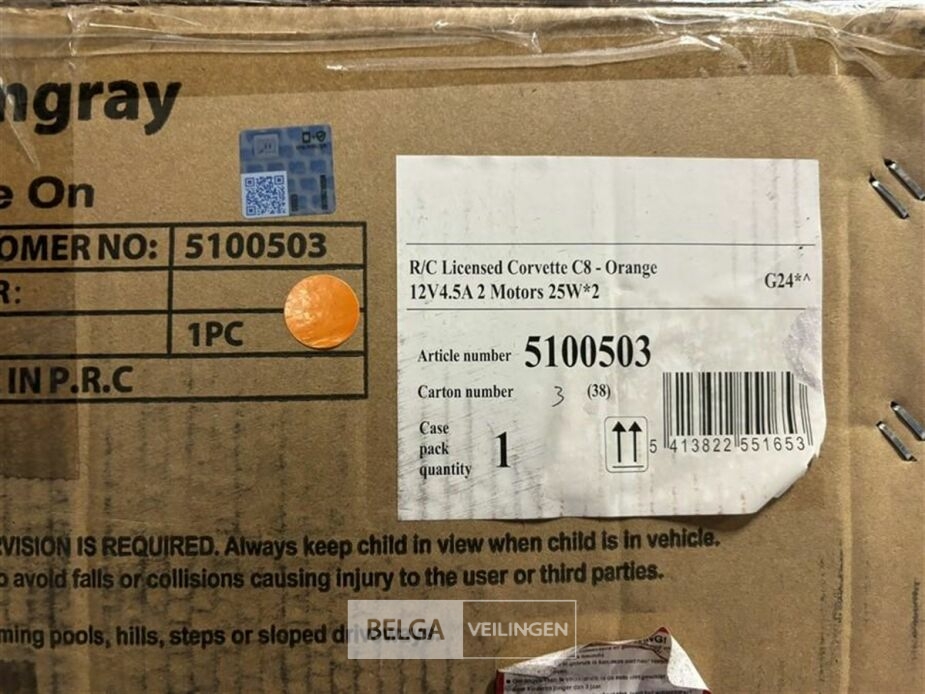 ngray
e On
OMER NO: 5100503
R:
1PC
IN P.R.C
R/C Licensed Corvette C8 - Orange
12V4.5A 2 Motors 25W*2
G24*^
Article number 5100503
Carton number 3 (38)
Case
pack
quantity 1
5 413822 551653
VISION IS REQUIRED. Always keep child in view when child is in vehicle.
o avoid falls or collisions causing injury to the user or third parties.
ming pools, hills, steps or sloped
BELGA VEILINGEN